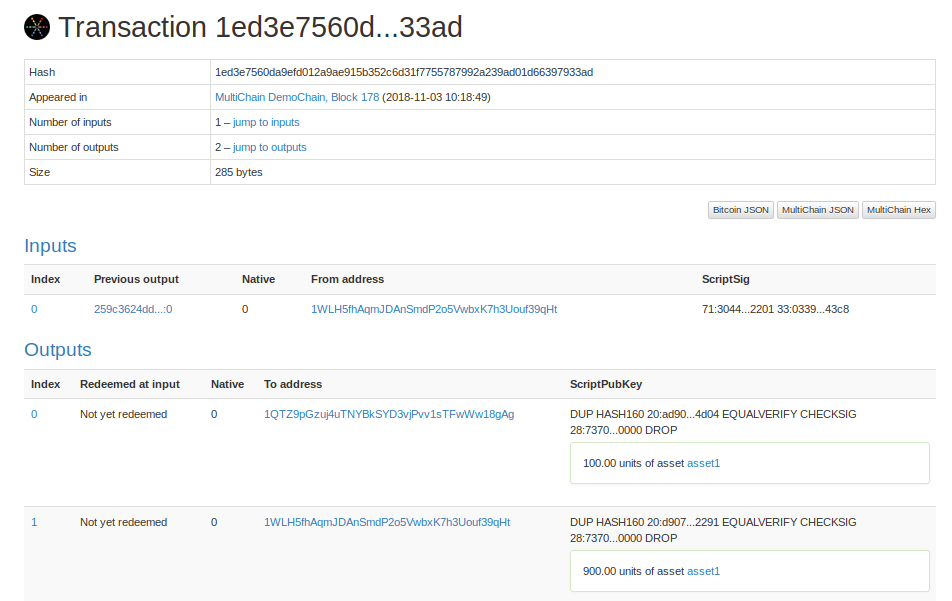 Transaction 1ed3e7560d...33ad
Hash 1ed3e7560da9efd012a9ae915b352c6d31f7755787992a239ad01d66397933ad
Appeared in MultiChain DemoChain, Block 178 (2018-11-03 10:18:49)
Number of inputs 1 – jump to inputs
Number of outputs 2 – jump to outputs
Size 285 bytes
Bitcoin JSON MultiChain JSON MultiChain Hex
Inputs
Index Previous output Native From address ScriptSig
0 259c3624dd...:0 0 1WLH5fhAqmJDAnSmdP2o5VwbxK7h3Uouf39qHt 71:3044...2201 33:0339...43c8
Outputs
Index Redeemed at input Native To address ScriptPubKey
0 Not yet redeemed 0 1QTZ9pGzuj4uTNYBkSYD3vjPvv1sTFwWw18gAg DUP HASH160 20:ad90...4d04 EQUALVERIFY CHECKSIG
28:7370...0000 DROP
100.00 units of asset asset1
1 Not yet redeemed 0 1WLH5fhAqmJDAnSmdP2o5VwbxK7h3Uouf39qHt DUP HASH160 20:d907...2291 EQUALVERIFY CHECKSIG
28:7370...0000 DROP
900.00 units of asset asset1